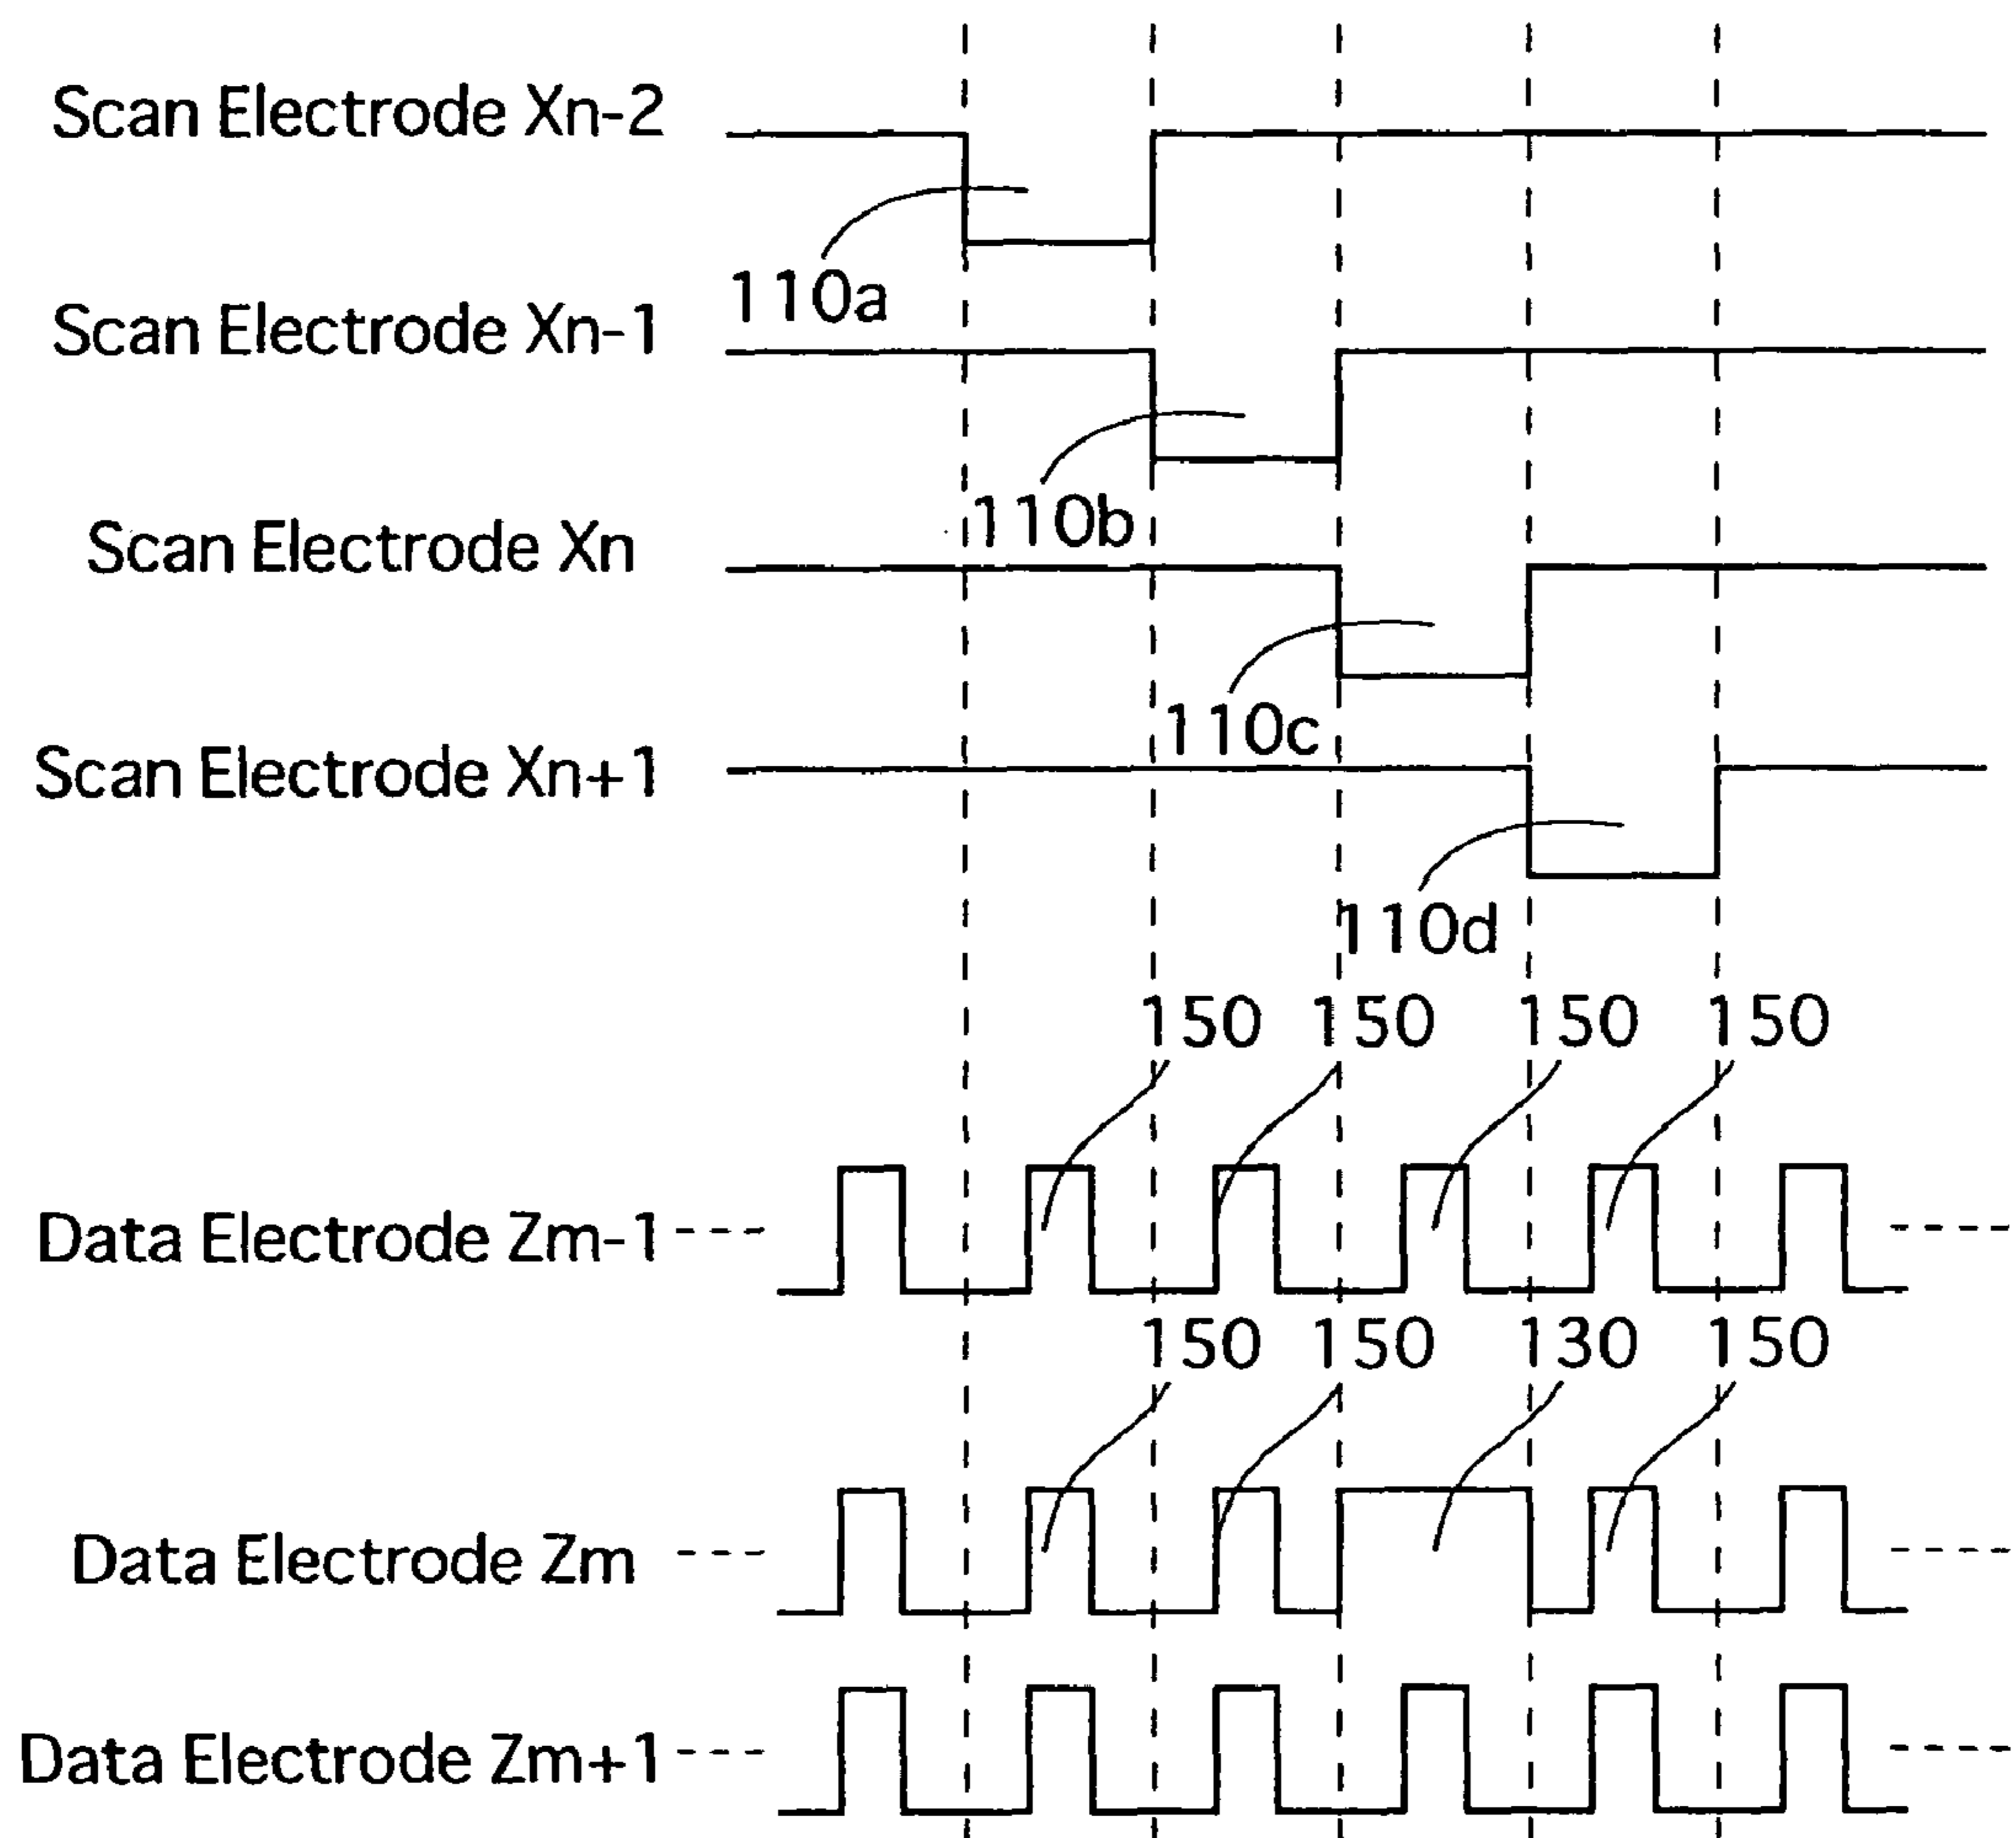 Scan Electrode Xn-2
110a
Scan Electrode Xn-1
110b
Scan Electrode Xn
110c
Scan Electrode Xn+1
110d
150 150 150 150
Data Electrode Zm-1
150 150 130 150
Data Electrode Zm
Data Electrode Zm+1